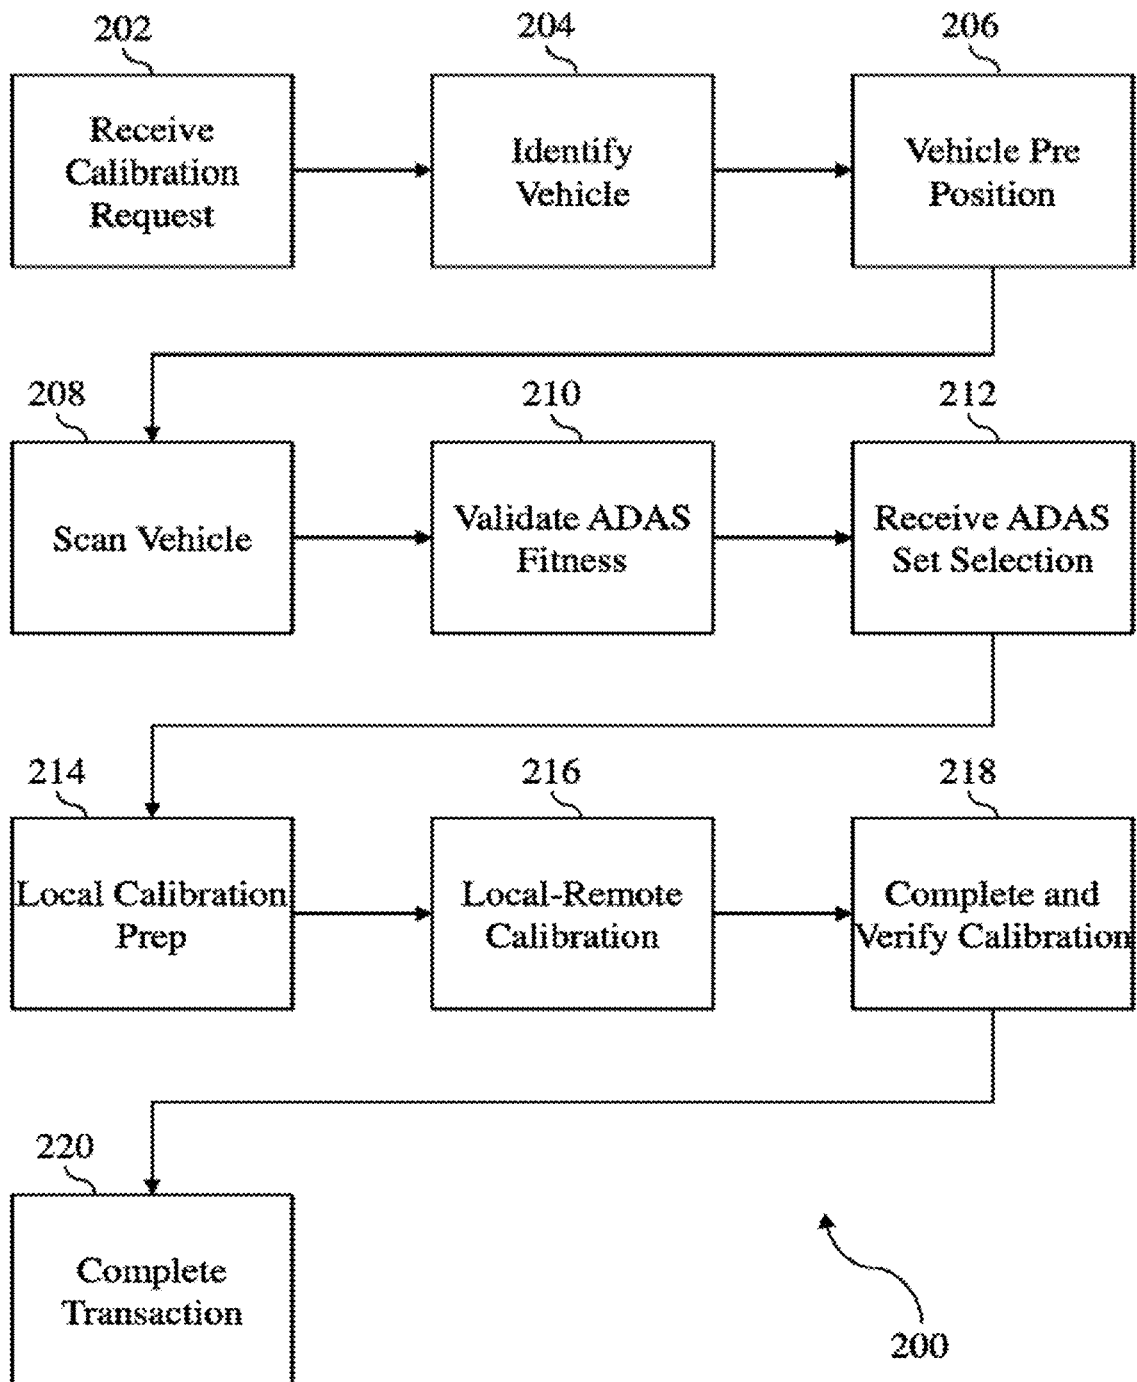 202
204
206
Receive
Calibration
Request
Identify
Vehicle
Vehicle Pre
Position
208
210
212
Scan Vehicle
Validate ADAS
Fitness
Receive ADAS
Set Selection
214
216
218
Local Calibration
Prep
Local-Remote
Calibration
Complete and
Verify Calibration
220
Complete
Transaction
200